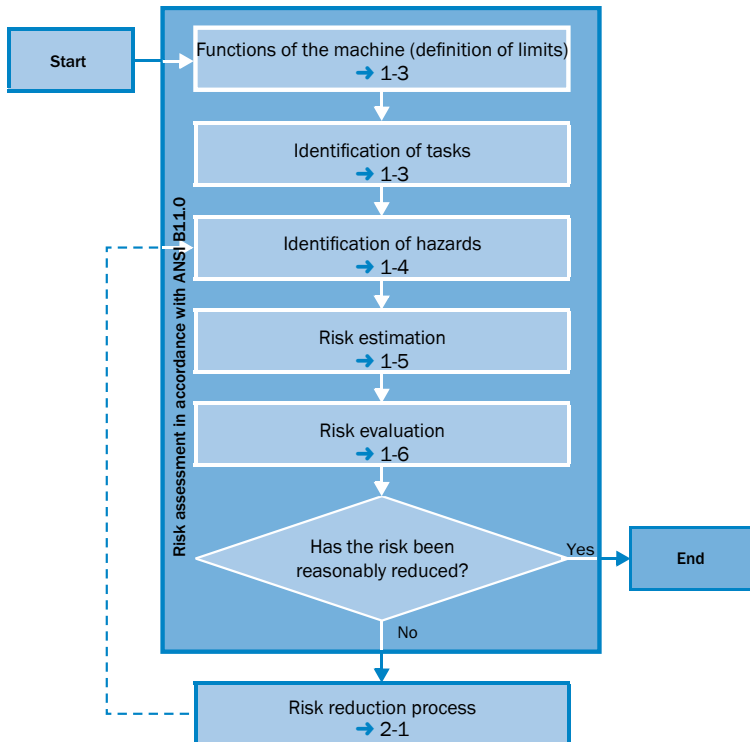 Start
Functions of the machine (definition of limits)
➜ 1-3
Identification of tasks
➜ 1-3
Identification of hazards
➜ 1-4
Risk estimation
➜ 1-5
Risk evaluation
➜ 1-6
Risk assessment in accordance with ANSI B11.0
Has the risk been
reasonably reduced?
Yes
End
No
Risk reduction process
➜ 2-1